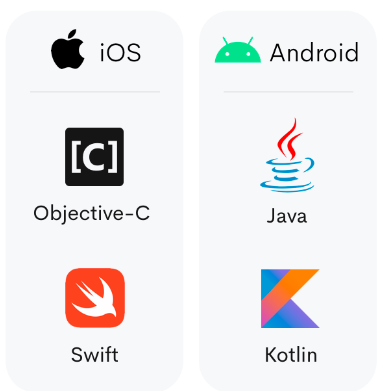 iOS
[C]
Objective-C
Swift
Android
Java
Kotlin